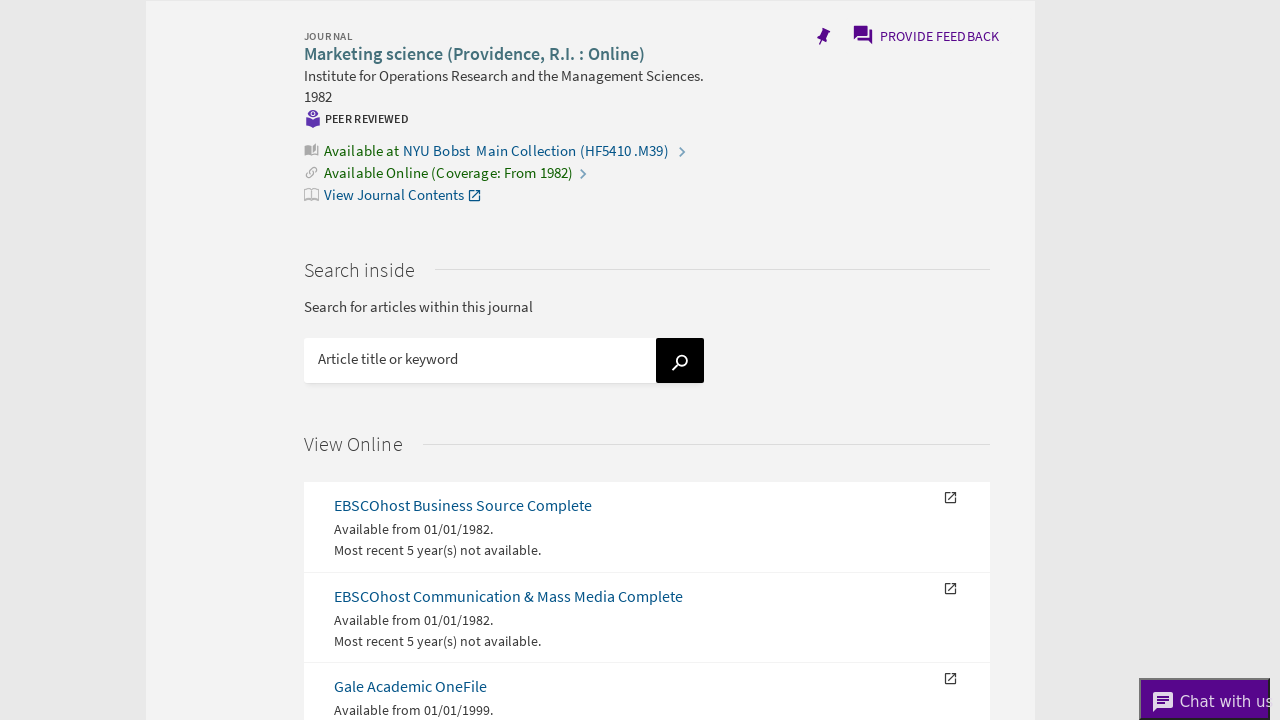 JOURNAL
PROVIDE FEEDBACK
Marketing science (Providence, R.I. : Online)
Institute for Operations Research and the Management Sciences.
1982
PEER REVIEWED
Available at NYU Bobst Main Collection (HF5410 .M39)
Available Online (Coverage: From 1982)
View Journal Contents
Search inside
Search for articles within this journal
Article title or keyword
View Online
EBSCOhost Business Source Complete
Available from 01/01/1982.
Most recent 5 year(s) not available.
EBSCOhost Communication & Mass Media Complete
Available from 01/01/1982.
Most recent 5 year(s) not available.
Gale Academic OneFile
Available from 01/01/1999.
Chat with us